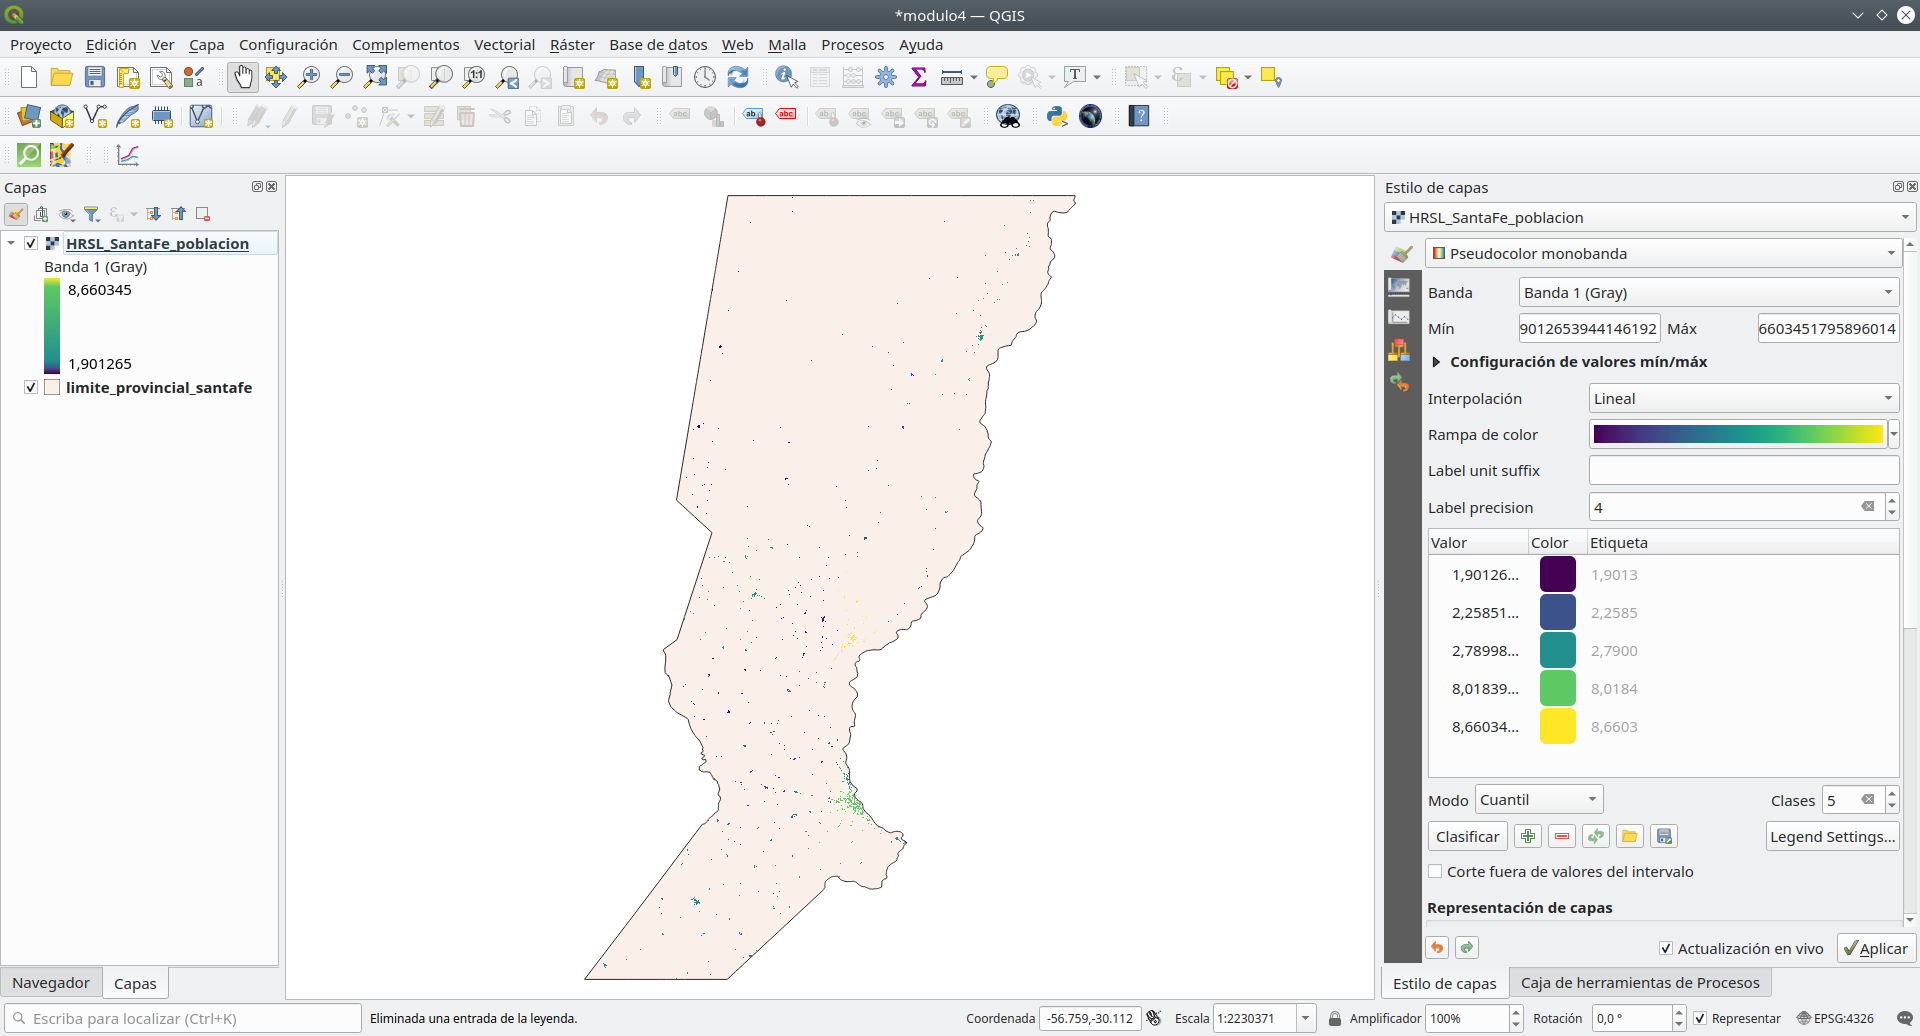 *modulo4 — QGIS
Proyecto Edición Ver Capa Configuración Complementos Vectorial Ráster Base de datos Web Malla Procesos Ayuda
Capas
HRSL_SantaFe_poblacion
Banda 1 (Gray)
8,660345
1,901265
limite_provincial_santafe
Navegador Capas
Estilo de capas
HRSL_SantaFe_poblacion
Pseudocolor monobanda
Banda Banda 1 (Gray)
Mín 9012653944146192 Máx 6603451795896014
Configuración de valores mín/máx
Interpolación Lineal
Rampa de color
Label unit suffix
Label precision 4
Valor Color Etiqueta
1,90126... 1,9013
2,25851... 2,2585
2,78998... 2,7900
8,01839... 8,0184
8,66034... 8,6603
Modo Cuantil Clases 5
Clasificar Legend Settings...
Corte fuera de valores del intervalo
Representación de capas
Actualización en vivo Aplicar
Estilo de capas Caja de herramientas de Procesos
Escriba para localizar (Ctrl+K) Eliminada una entrada de la leyenda. Coordenada -56.759,-30.112 Escala 1:2230371 Amplificador 100% Rotación 0,0 ° Representar EPSG:4326